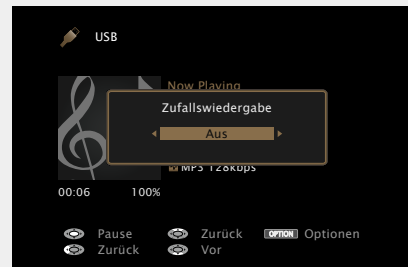 USB
Now Playing
Zufallswiedergabe
Aus
MP3 128kbps
00:06 100%
Pause Zurück OPTION Optionen
Zurück Vor